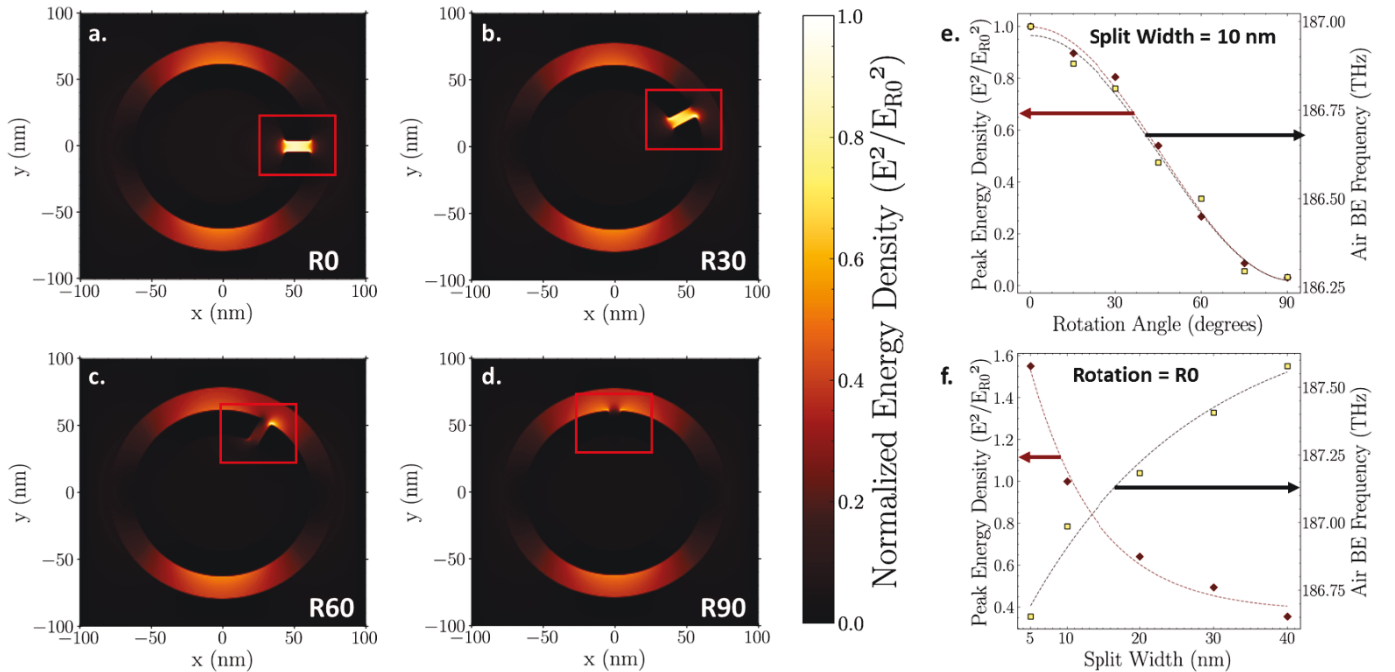 a.
100
50
0
−50
−100
y (nm)
−100
−50
0
50
100
x (nm)
R0
b.
100
50
0
−50
−100
y (nm)
−100
−50
0
50
100
x (nm)
R30
1.0
0.8
0.6
0.4
0.2
0.0
Normalized Energy Density (E²/E_R0²)
e.
Split Width = 10 nm
1.0
0.8
0.6
0.4
0.2
0.0
Peak Energy Density (E²/E_R0²)
187.00
186.75
186.50
186.25
Air BE Frequency (THz)
0
30
60
90
Rotation Angle (degrees)
c.
100
50
0
−50
−100
y (nm)
−100
−50
0
50
100
x (nm)
R60
d.
100
50
0
−50
−100
y (nm)
−100
−50
0
50
100
x (nm)
R90
f.
Rotation = R0
1.6
1.4
1.2
1.0
0.8
0.6
0.4
Peak Energy Density (E²/E_R0²)
187.50
187.25
187.00
186.75
Air BE Frequency (THz)
5
10
20
30
40
Split Width (nm)